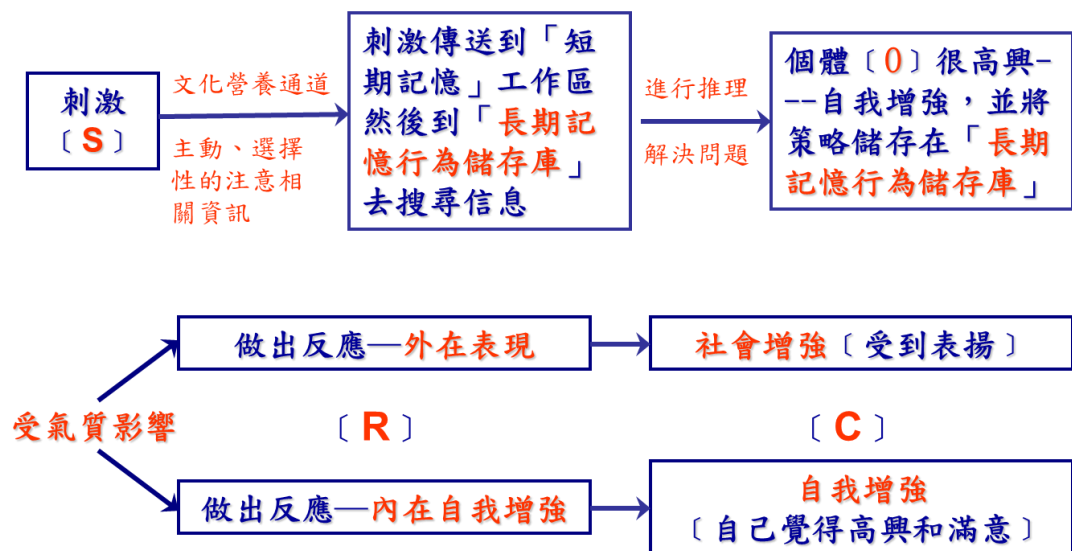 刺激
﹝S﹞
文化營養通道
主動、選擇
性的注意相
關資訊
刺激傳送到「短
期記憶」工作區
然後到「長期記
憶行為儲存庫」
去搜尋信息
進行推理
解決問題
個體﹝O﹞很高興-
--自我增強，並將
策略儲存在「長期
記憶行為儲存庫」
受氣質影響
做出反應—外在表現
社會增強﹝受到表揚﹞
﹝R﹞
﹝C﹞
做出反應—內在自我增強
自我增強
﹝自己覺得高興和滿意﹞